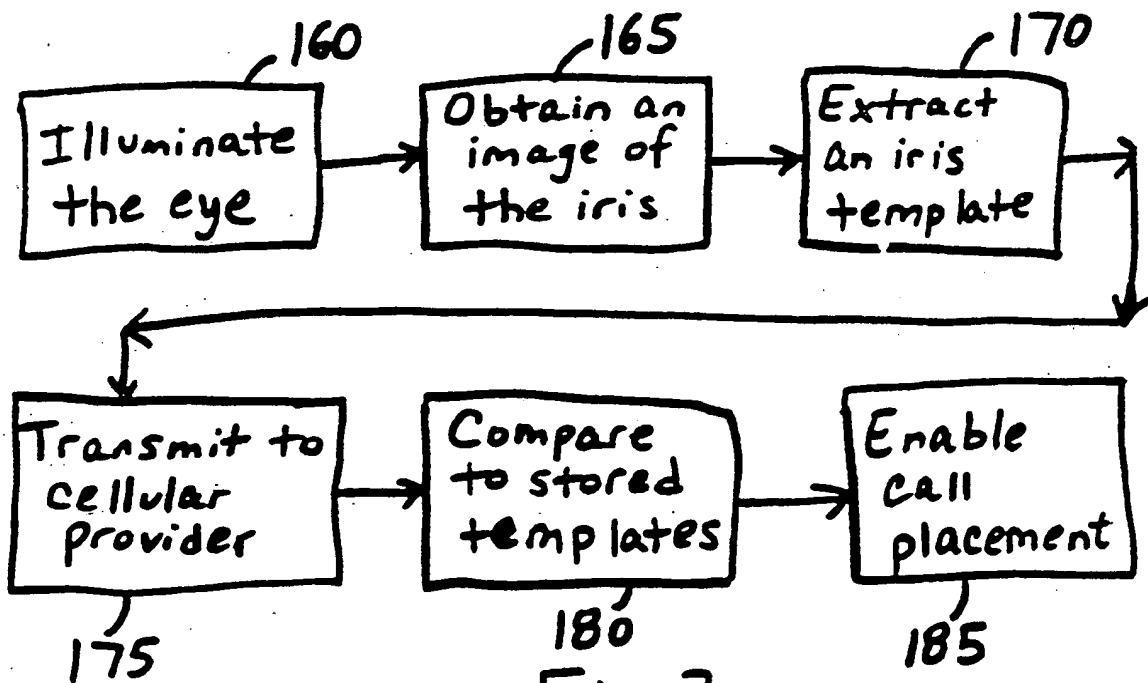 160
165
170
Illuminate
the eye
Obtain an
image of
the iris
Extract
an iris
template
Transmit to
cellular
provider
Compare
to stored
templates
Enable
call
placement
175
180
185